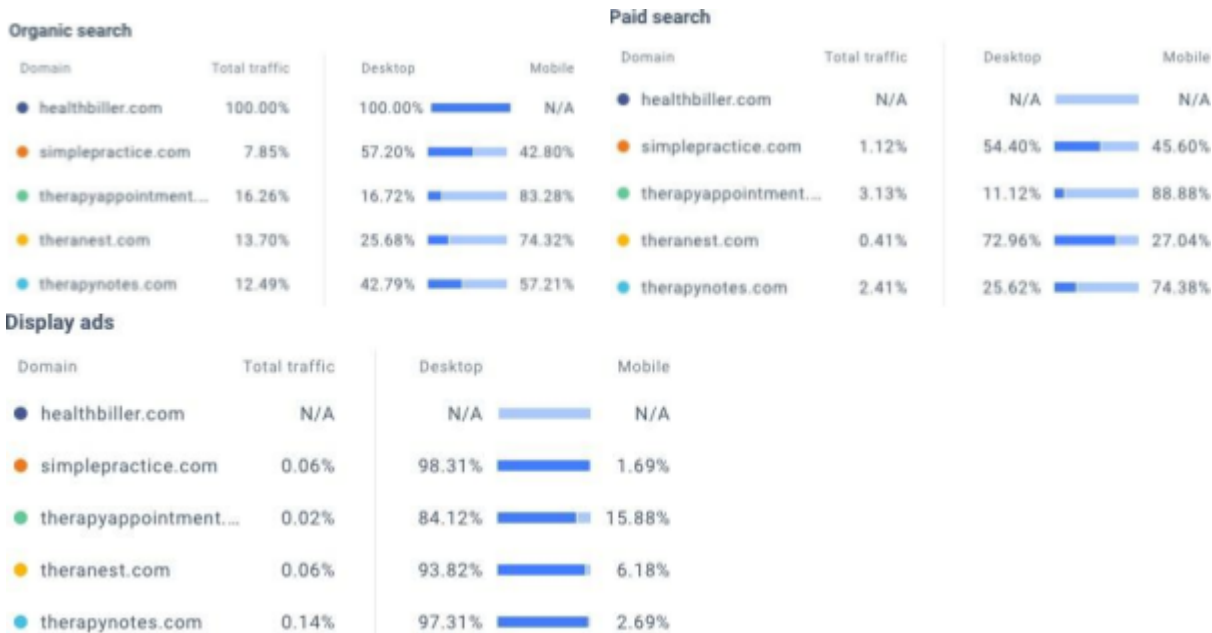 Organic search
Domain Total traffic Desktop Mobile
healthbiller.com 100.00% 100.00% N/A
simplepractice.com 7.85% 57.20% 42.80%
therapyappointment.... 16.26% 16.72% 83.28%
theranest.com 13.70% 25.68% 74.32%
therapynotes.com 12.49% 42.79% 57.21%
Paid search
Domain Total traffic Desktop Mobile
healthbiller.com N/A N/A N/A
simplepractice.com 1.12% 54.40% 45.60%
therapyappointment.... 3.13% 11.12% 88.88%
theranest.com 0.41% 72.96% 27.04%
therapynotes.com 2.41% 25.62% 74.38%
Display ads
Domain Total traffic Desktop Mobile
healthbiller.com N/A N/A N/A
simplepractice.com 0.06% 98.31% 1.69%
therapyappointment.... 0.02% 84.12% 15.88%
theranest.com 0.06% 93.82% 6.18%
therapynotes.com 0.14% 97.31% 2.69%